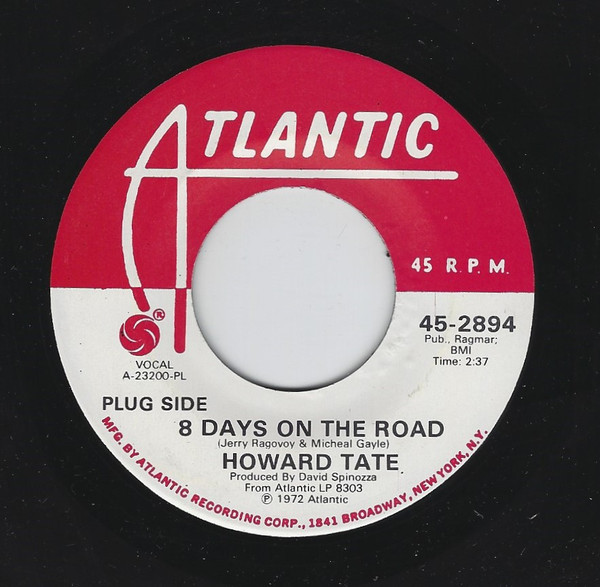 ATLANTIC
45 R.P.M.
®
45-2894
Pub., Ragmar;
BMI
Time: 2:37
VOCAL
A-23200-PL
PLUG SIDE
8 DAYS ON THE ROAD
(Jerry Ragovoy & Micheal Gayle)
HOWARD TATE
Produced By David Spinozza
From Atlantic LP 8303
℗ 1972 Atlantic
MFG. BY ATLANTIC RECORDING CORP., 1841 BROADWAY, NEW YORK, N.Y.